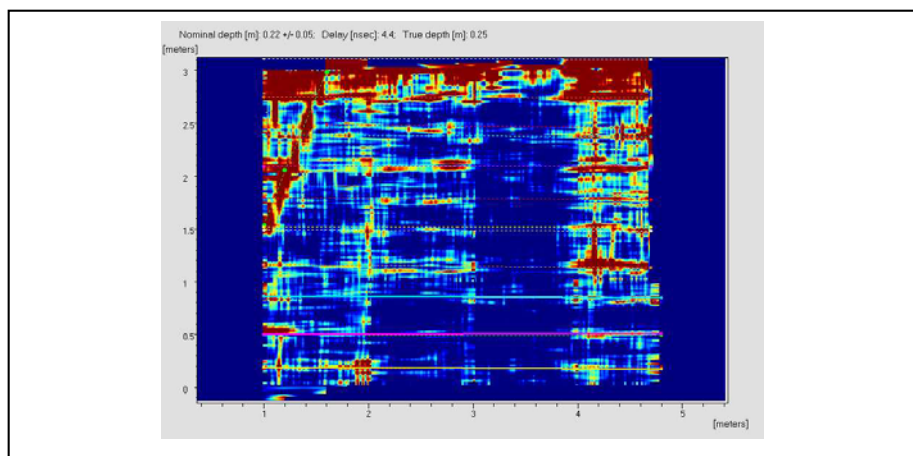 Nominal depth [m]: 0.22 +/- 0.05; Delay [nsec]: 4.4; True depth [m]: 0.25
[meters]
3
2.5
2
1.5
1
0.5
0
1 2 3 4 5
[meters]